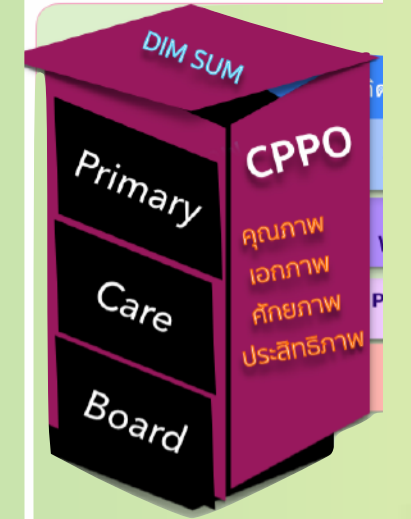 DIM SUM
Primary
Care
Board
CPPO
คุณภาพ
เอกภาพ
ศักยภาพ
ประสิทธิภาพ